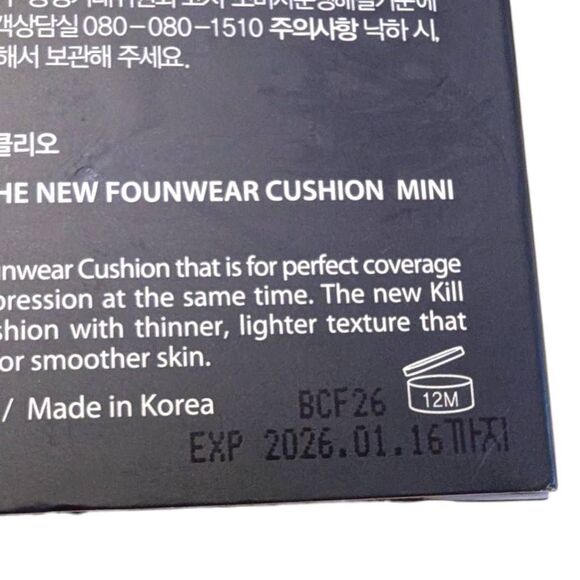 객상담실 080-080-1510 주의사항 낙하 시,
해서 보관해 주세요.
클리오
HE NEW FOUNWEAR CUSHION MINI
nwear Cushion that is for perfect coverage
pression at the same time. The new Kill
shion with thinner, lighter texture that
or smoother skin.
/ Made in Korea
BCF26
12M
EXP 2026.01.16까지